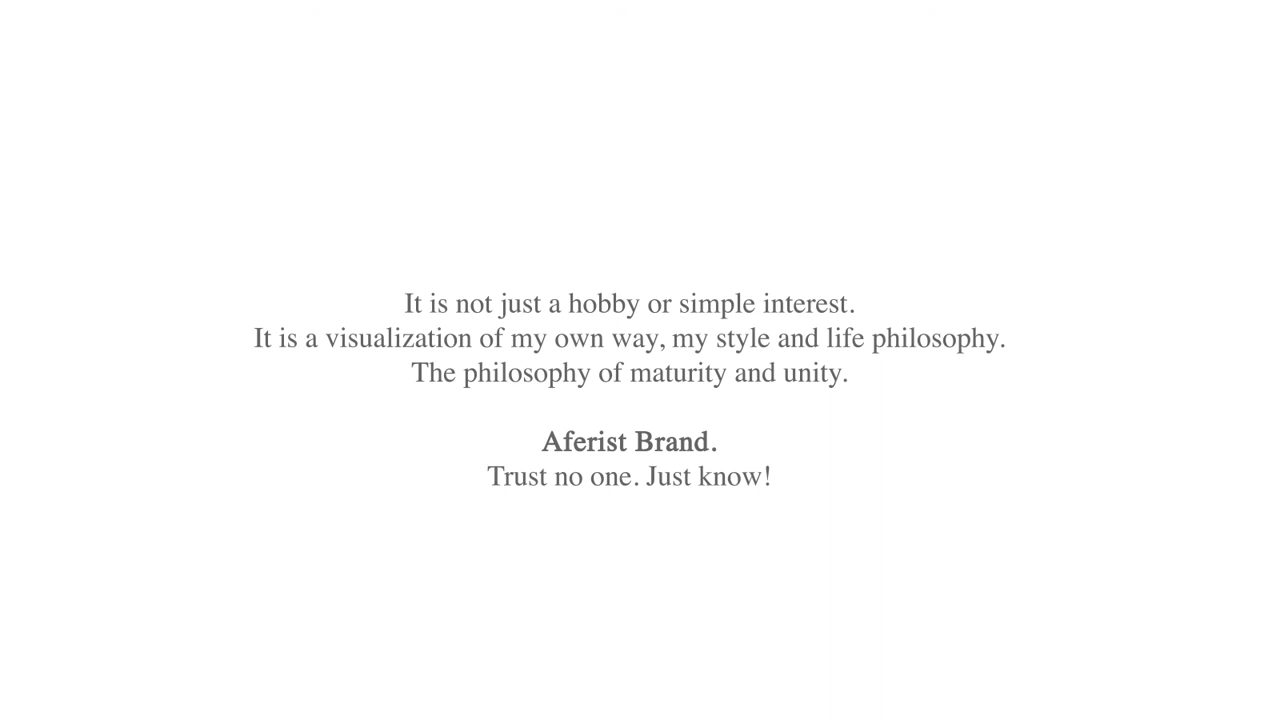 It is not just a hobby or simple interest.
It is a visualization of my own way, my style and life philosophy.
The philosophy of maturity and unity.
Aferist Brand.
Trust no one. Just know!